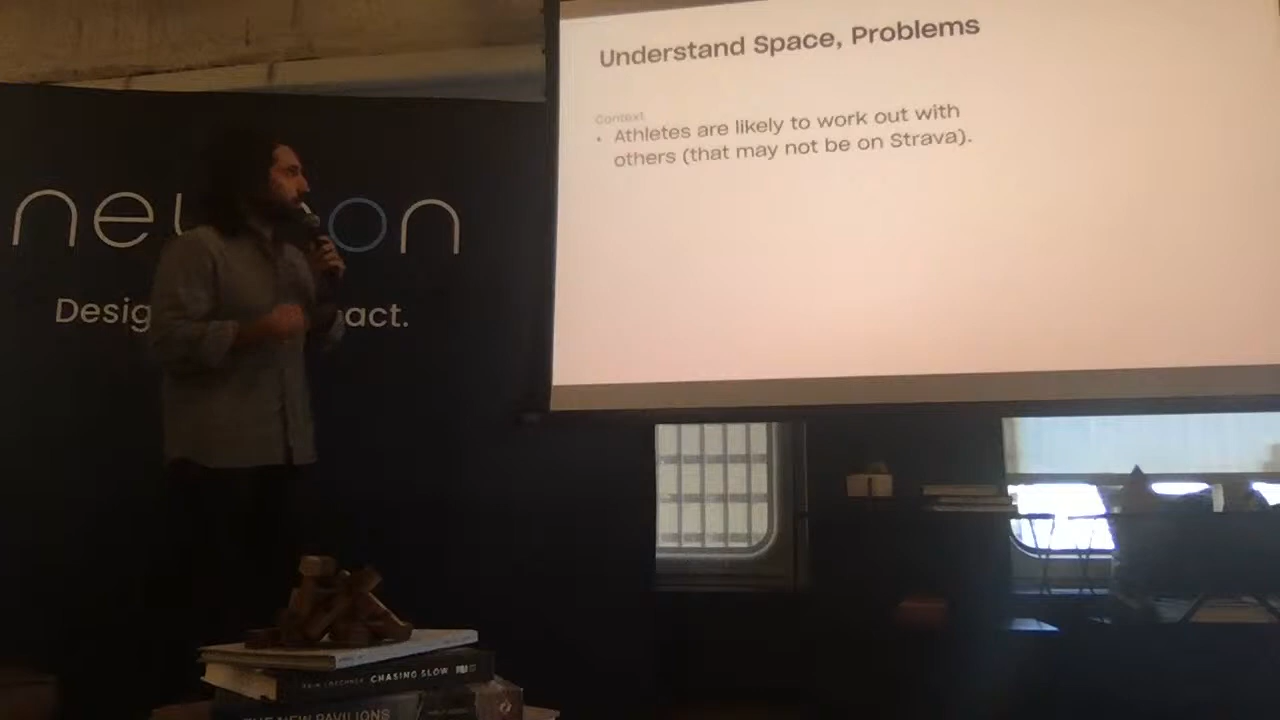 Understand Space, Problems
Context
• Athletes are likely to work out with
others (that may not be on Strava).
neu on
Desig act.
CHASING SLOW
THE NEW PAVILIONS